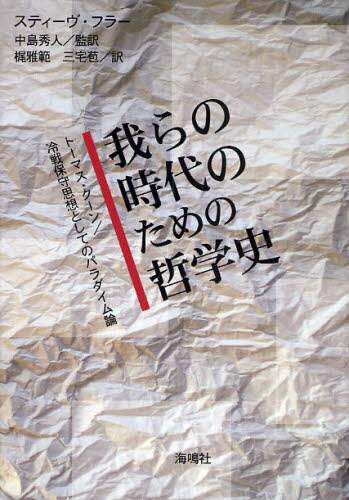 スティーヴ・フラー
中島秀人/監訳
梶雅範 三宅苞/訳
我らの
時代の
ための
哲学史
トーマス・クーン/
冷戦保守思想としてのパラダイム論
海鳴社